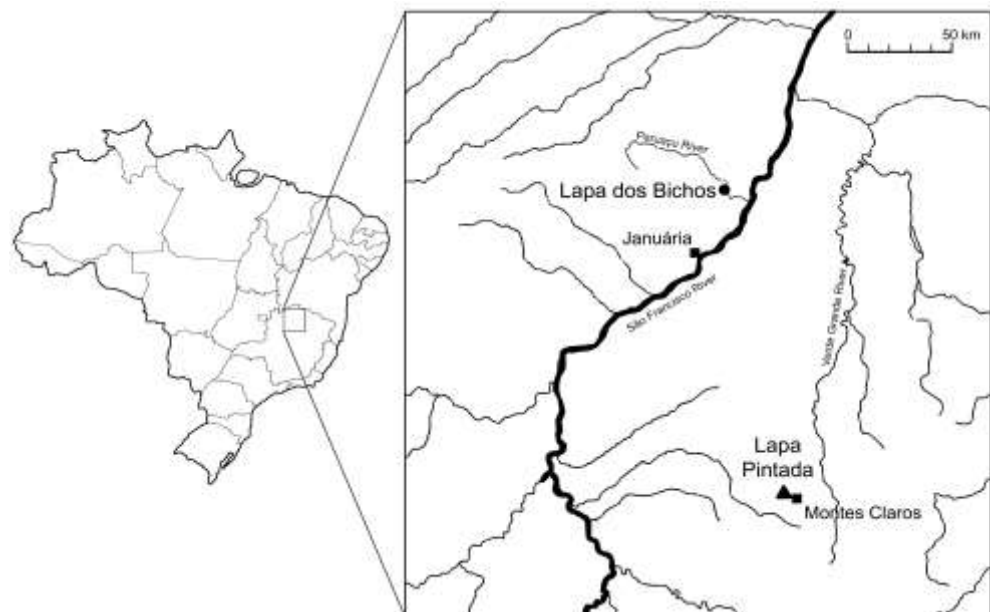 0
50 km
Peruaçu River
Lapa dos Bichos
Januária
São Francisco River
Verde Grande River
Lapa
Pintada
Montes Claros